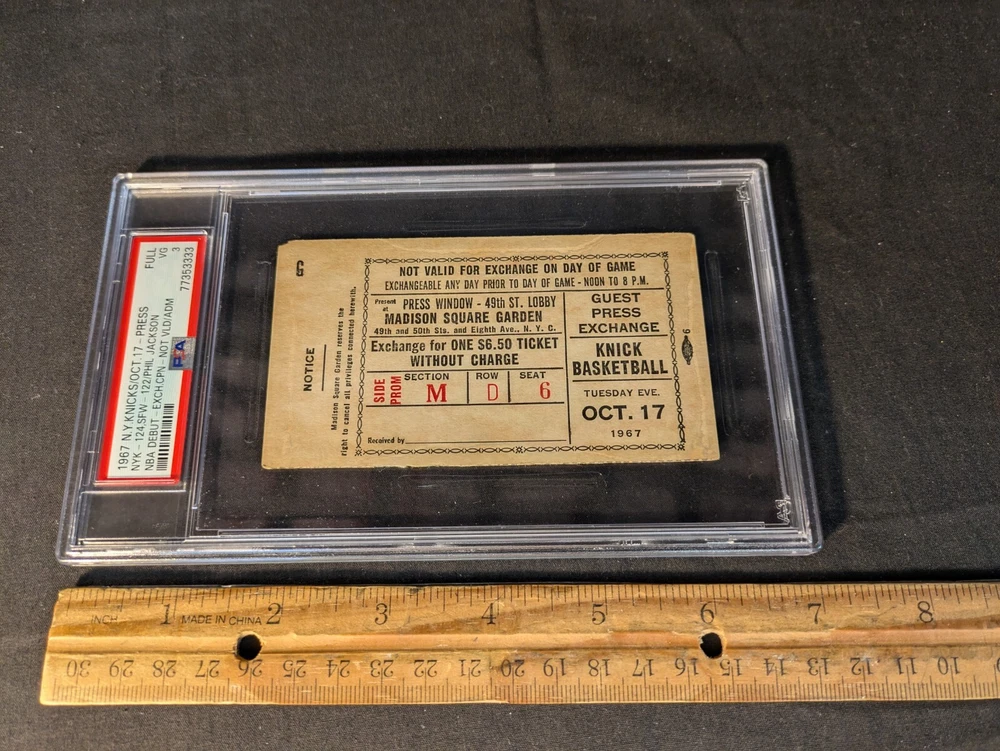 1967 N.Y.KNICKS/OCT.17 - PRESS
NYK - 124,SFW - 122/PHIL JACKSON
NBA DEBUT - EXCH.CPN - NOT VLD/ADM
FULL
VG 3
77353333
PSA
G
NOTICE
Madison Square Garden reserves the
right to cancel all privileges connected herewith.
NOT VALID FOR EXCHANGE ON DAY OF GAME
EXCHANGEABLE ANY DAY PRIOR TO DAY OF GAME - NOON TO 8 P.M.
Present at PRESS WINDOW - 49th ST. LOBBY
MADISON SQUARE GARDEN
49th and 50th Sts. and Eighth Ave., N. Y. C.
Exchange for ONE $6.50 TICKET
WITHOUT CHARGE
SIDE PROM
SECTION ROW SEAT
M D 6
Received by
GUEST
PRESS
EXCHANGE
KNICK
BASKETBALL
TUESDAY EVE.
OCT. 17
1967
6
INCH 1 MADE IN CHINA 2 3 4 5 6 7 8
30 29 28 27 26 25 24 23 22 21 20 19 18 17 16 15 14 13 12 11 10